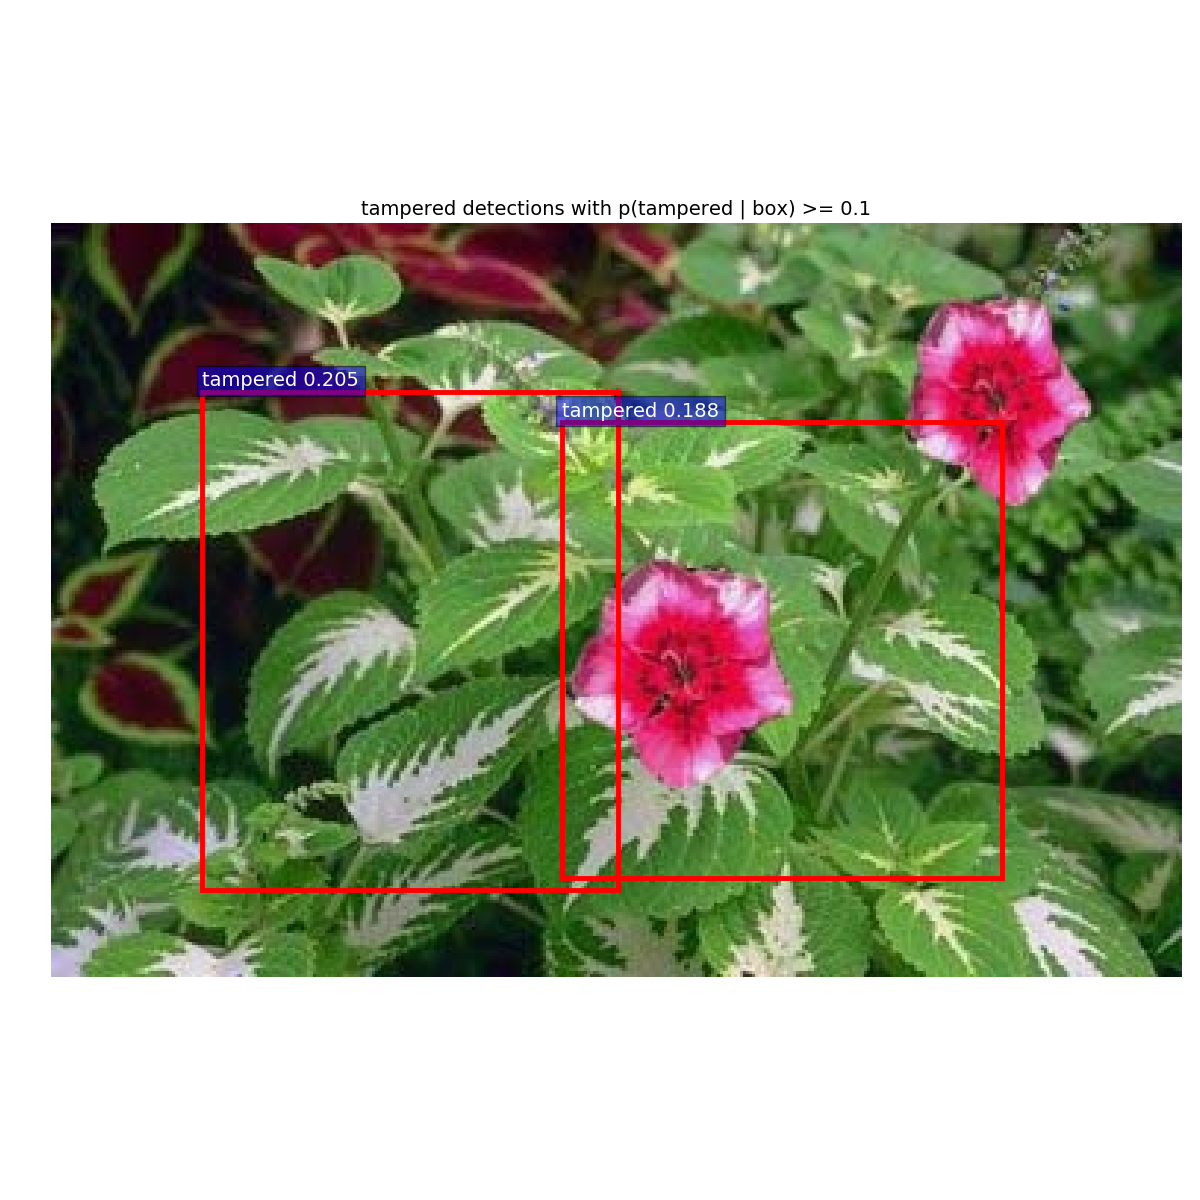 tampered detections with p(tampered | box) >= 0.1
tampered 0.205
tampered 0.188